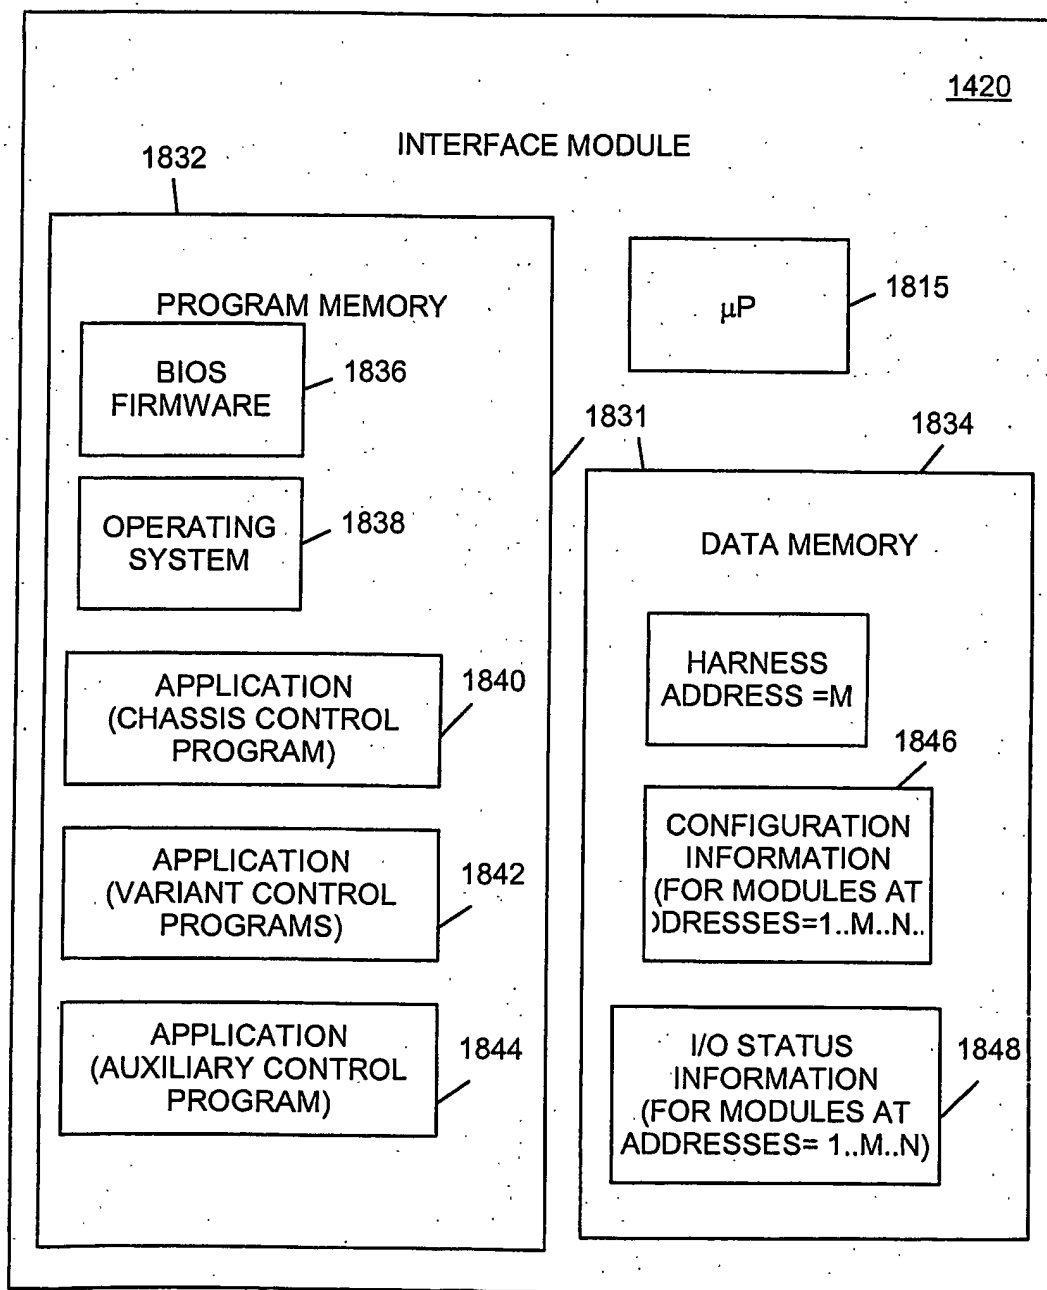 1420
INTERFACE MODULE
1832
PROGRAM MEMORY
BIOS
FIRMWARE
1836
OPERATING
SYSTEM
1838
APPLICATION
(CHASSIS CONTROL
PROGRAM)
1840
APPLICATION
(VARIANT CONTROL
PROGRAMS)
1842
APPLICATION
(AUXILIARY CONTROL
PROGRAM)
1844
μP
1815
1831
1834
DATA MEMORY
HARNESS
ADDRESS =M
1846
CONFIGURATION
INFORMATION
(FOR MODULES AT
DDRESSES=1..M..N..
I/O STATUS
INFORMATION
(FOR MODULES AT
ADDRESSES= 1..M..N)
1848